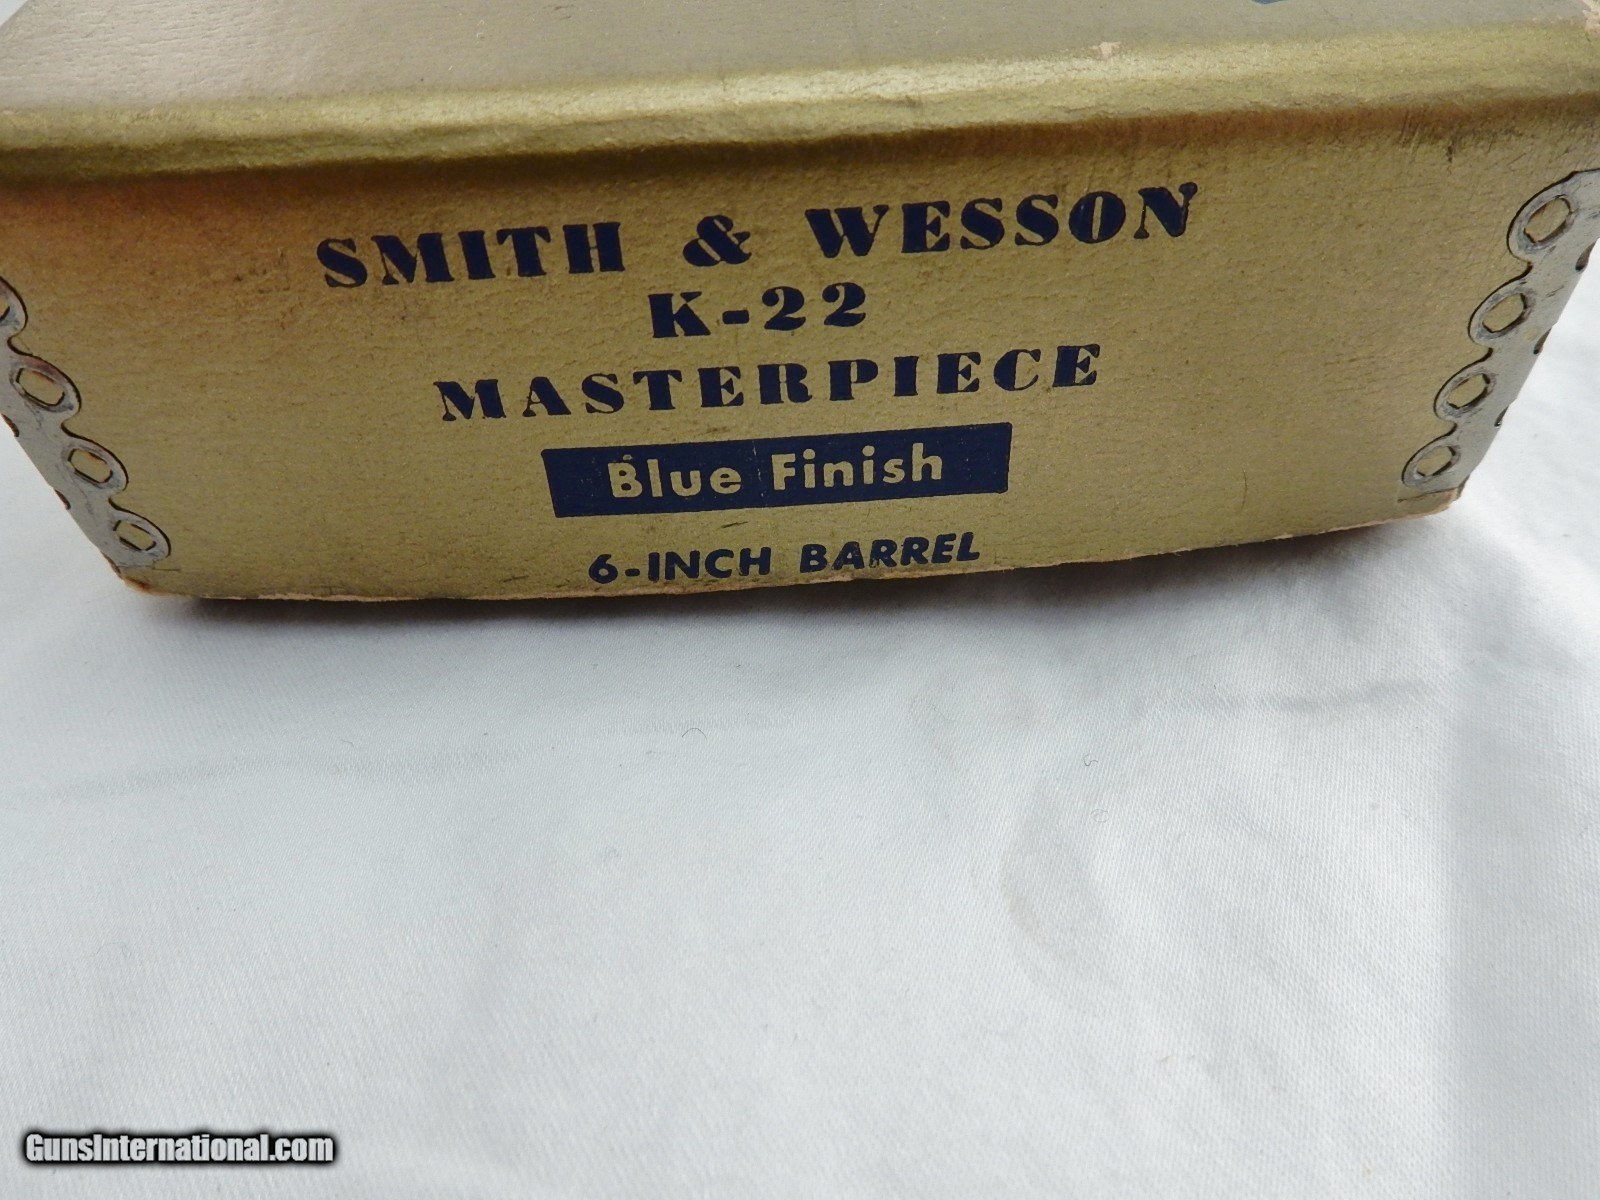 SMITH & WESSON
K-22
MASTERPIECE
Blue Finish
6-INCH BARREL
GunsInternational.com